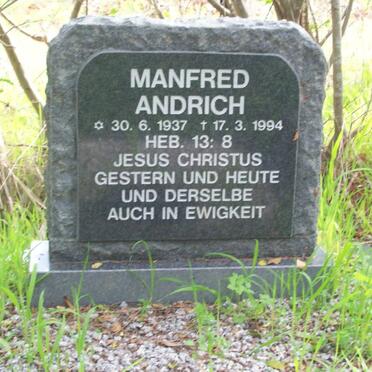 MANFRED
ANDRICH
✡ 30. 6. 1937 † 17. 3. 1994
HEB. 13: 8
JESUS CHRISTUS
GESTERN UND HEUTE
UND DERSELBE
AUCH IN EWIGKEIT